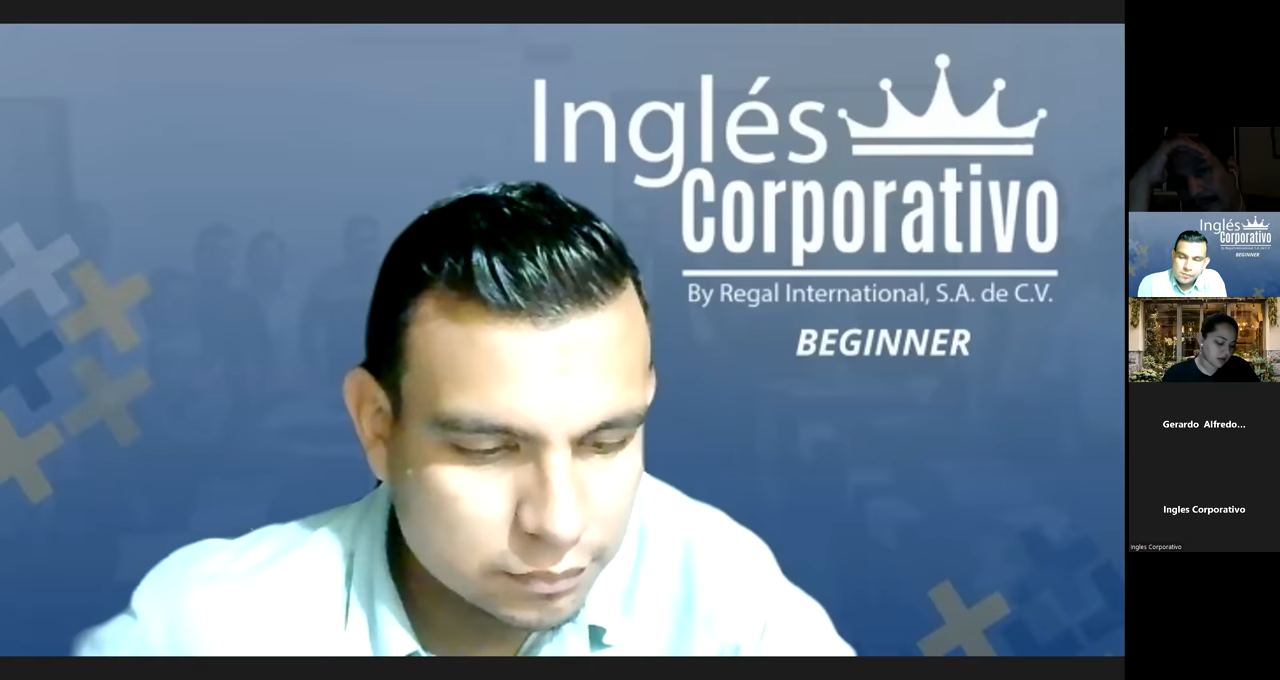 Inglés
Corporativo
By Regal International, S.A. de C.V.
BEGINNER
Inglés
Corporativo
BEGINNER
Gerardo Alfredo...
Ingles Corporativo
Ingles Corporativo